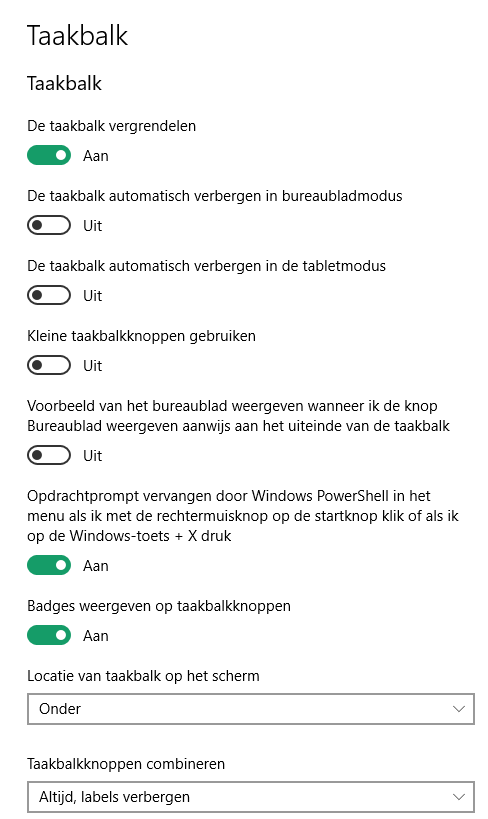 Taakbalk
Taakbalk
De taakbalk vergrendelen
Aan
De taakbalk automatisch verbergen in bureaubladmodus
Uit
De taakbalk automatisch verbergen in de tabletmodus
Uit
Kleine taakbalkknoppen gebruiken
Uit
Voorbeeld van het bureaublad weergeven wanneer ik de knop
Bureaublad weergeven aanwijs aan het uiteinde van de taakbalk
Uit
Opdrachtprompt vervangen door Windows PowerShell in het
menu als ik met de rechtermuisknop op de startknop klik of als ik
op de Windows-toets + X druk
Aan
Badges weergeven op taakbalkknoppen
Aan
Locatie van taakbalk op het scherm
Onder
Taakbalkknoppen combineren
Altijd, labels verbergen